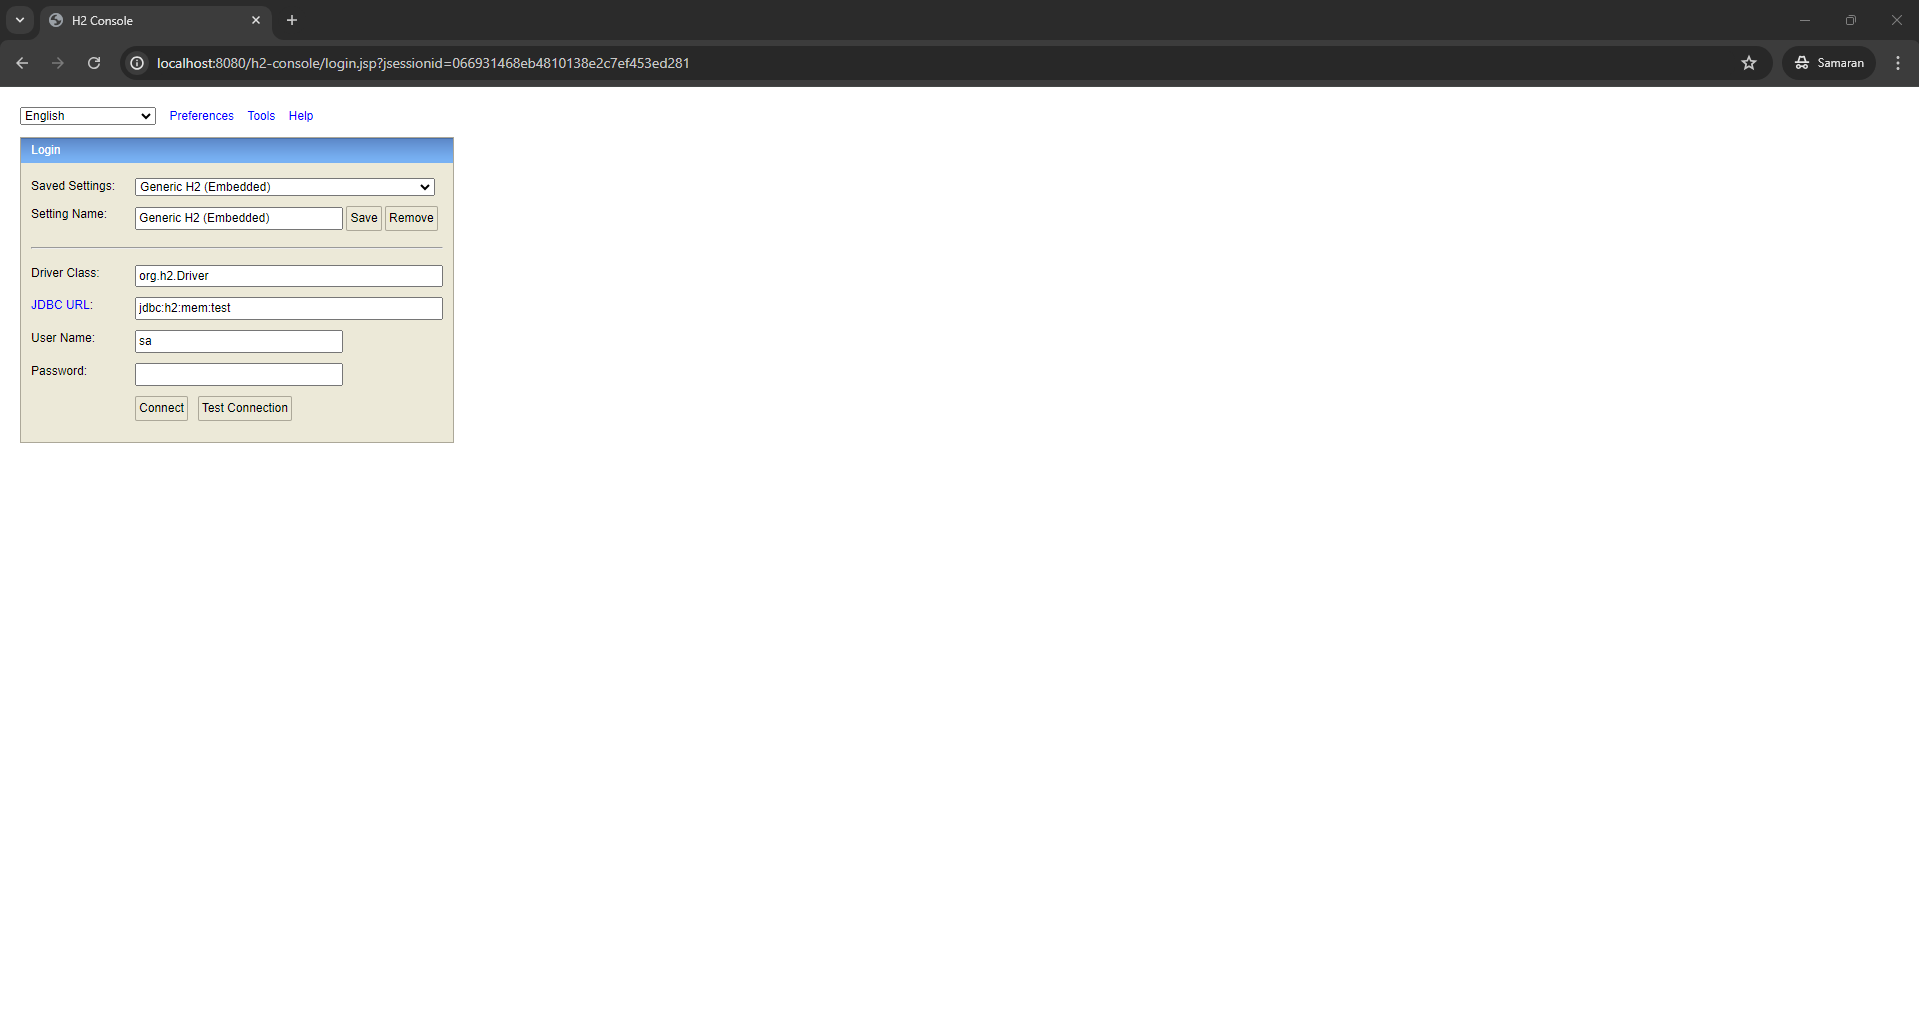 H2 Console
localhost:8080/h2-console/login.jsp?jsessionid=066931468eb4810138e2c7ef453ed281
Samaran
English Preferences Tools Help
Login
Saved Settings: Generic H2 (Embedded)
Setting Name: Generic H2 (Embedded) Save Remove
Driver Class: org.h2.Driver
JDBC URL: jdbc:h2:mem:test
User Name: sa
Password:
Connect Test Connection